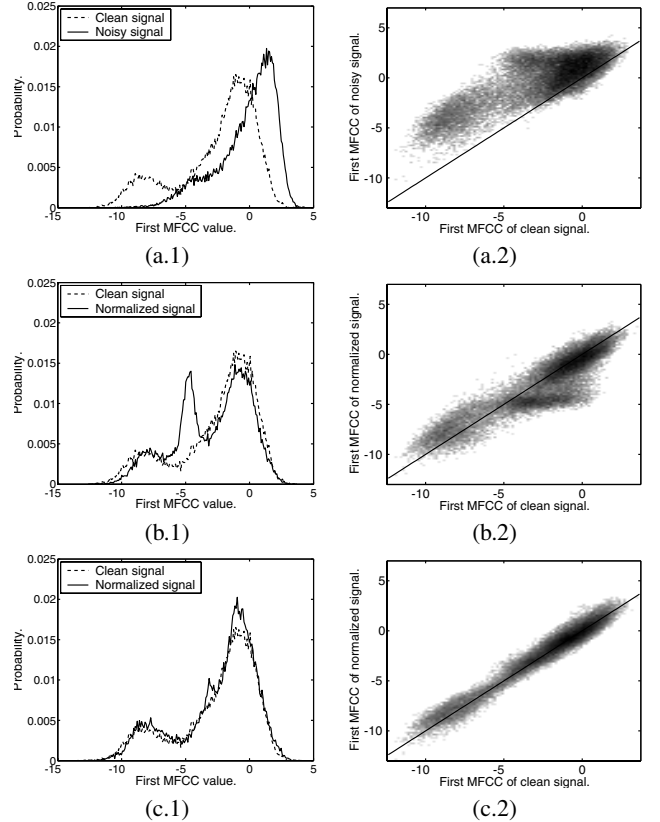 Clean signal
Noisy signal
0.025
0.02
0.015
0.01
0.005
0
Probability.
-15 -10 -5 0 5
First MFCC value.
(a.1)
5
0
-5
-10
First MFCC of noisy signal.
-10 -5 0
First MFCC of clean signal.
(a.2)
Clean signal
Normalized signal
0.025
0.02
0.015
0.01
0.005
0
Probability.
-15 -10 -5 0 5
First MFCC value.
(b.1)
5
0
-5
-10
First MFCC of normalized signal.
-10 -5 0
First MFCC of clean signal.
(b.2)
Clean signal
Normalized signal
0.025
0.02
0.015
0.01
0.005
0
Probability.
-15 -10 -5 0 5
First MFCC value.
(c.1)
5
0
-5
-10
First MFCC of normalized signal.
-10 -5 0
First MFCC of clean signal.
(c.2)